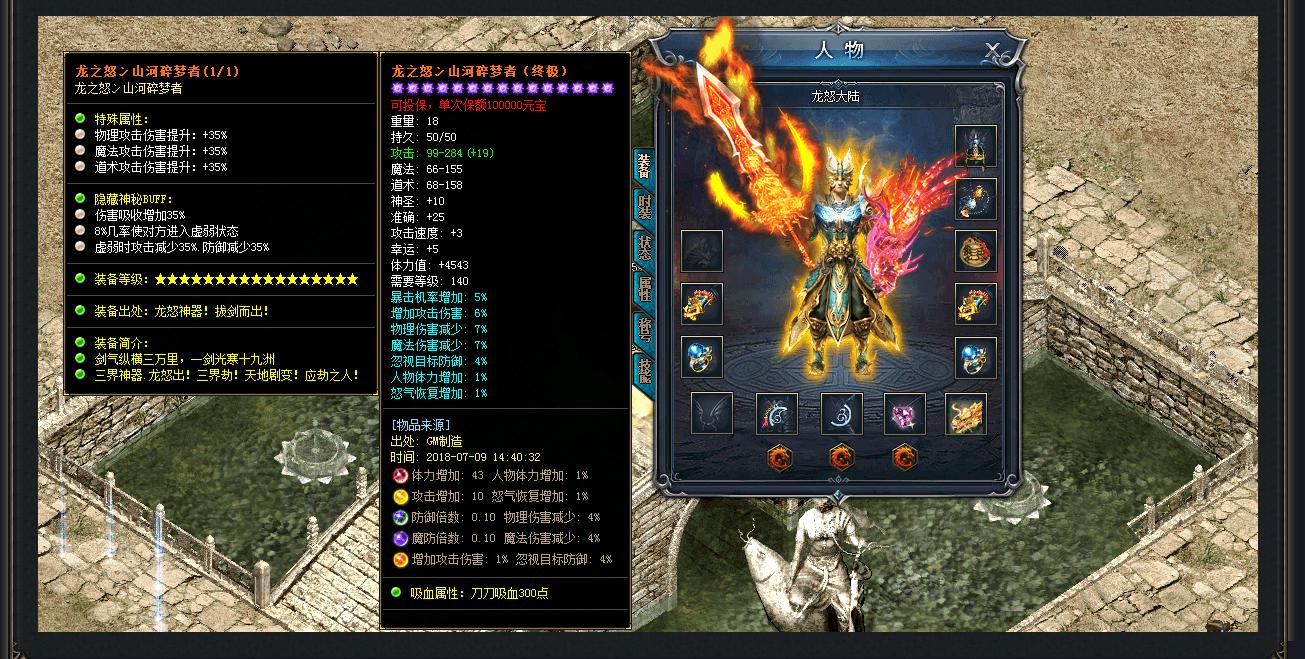 龙之怒ン山河碎梦者(1/1)
龙之怒ン山河碎梦者
特殊属性:
物理攻击伤害提升: +35%
魔法攻击伤害提升: +35%
道术攻击伤害提升: +35%
隐藏神秘BUFF:
伤害吸收增加35%
8%几率使对方进入虚弱状态
虚弱时攻击减少35% 防御减少35%
装备等级: ★★★★★★★★★★★★★★★★★
装备出处: 龙怒神器! 拔剑而出!
装备简介:
剑气纵横三万里, 一剑光寒十九洲
三界神器 龙怒出! 三界劫! 天地剧变! 应劫之人!
龙之怒ン山河碎梦者(终极)
可投保, 单次保额100000元宝
重量: 18
持久: 50/50
攻击: 99-284 (+19)
魔法: 66-155
道术: 68-158
神圣: +10
准确: +25
攻击速度: +3
幸运: +5
体力值: +4543
需要等级: 140
暴击机率增加: 5%
增加攻击伤害: 6%
物理伤害减少: 7%
魔法伤害减少: 7%
忽视目标防御: 4%
人物体力增加: 1%
怒气恢复增加: 1%
[物品来源]
出处: GM制造
时间: 2018-07-09 14:40:32
体力增加: 43 人物体力增加: 1%
攻击增加: 10 怒气恢复增加: 1%
防御倍数: 0.10 物理伤害减少: 4%
魔防倍数: 0.10 魔法伤害减少: 4%
增加攻击伤害: 1% 忽视目标防御: 4%
吸血属性: 刀刀吸血300点
人物
龙怒大陆
装备
时装
状态
属性
称号
技能